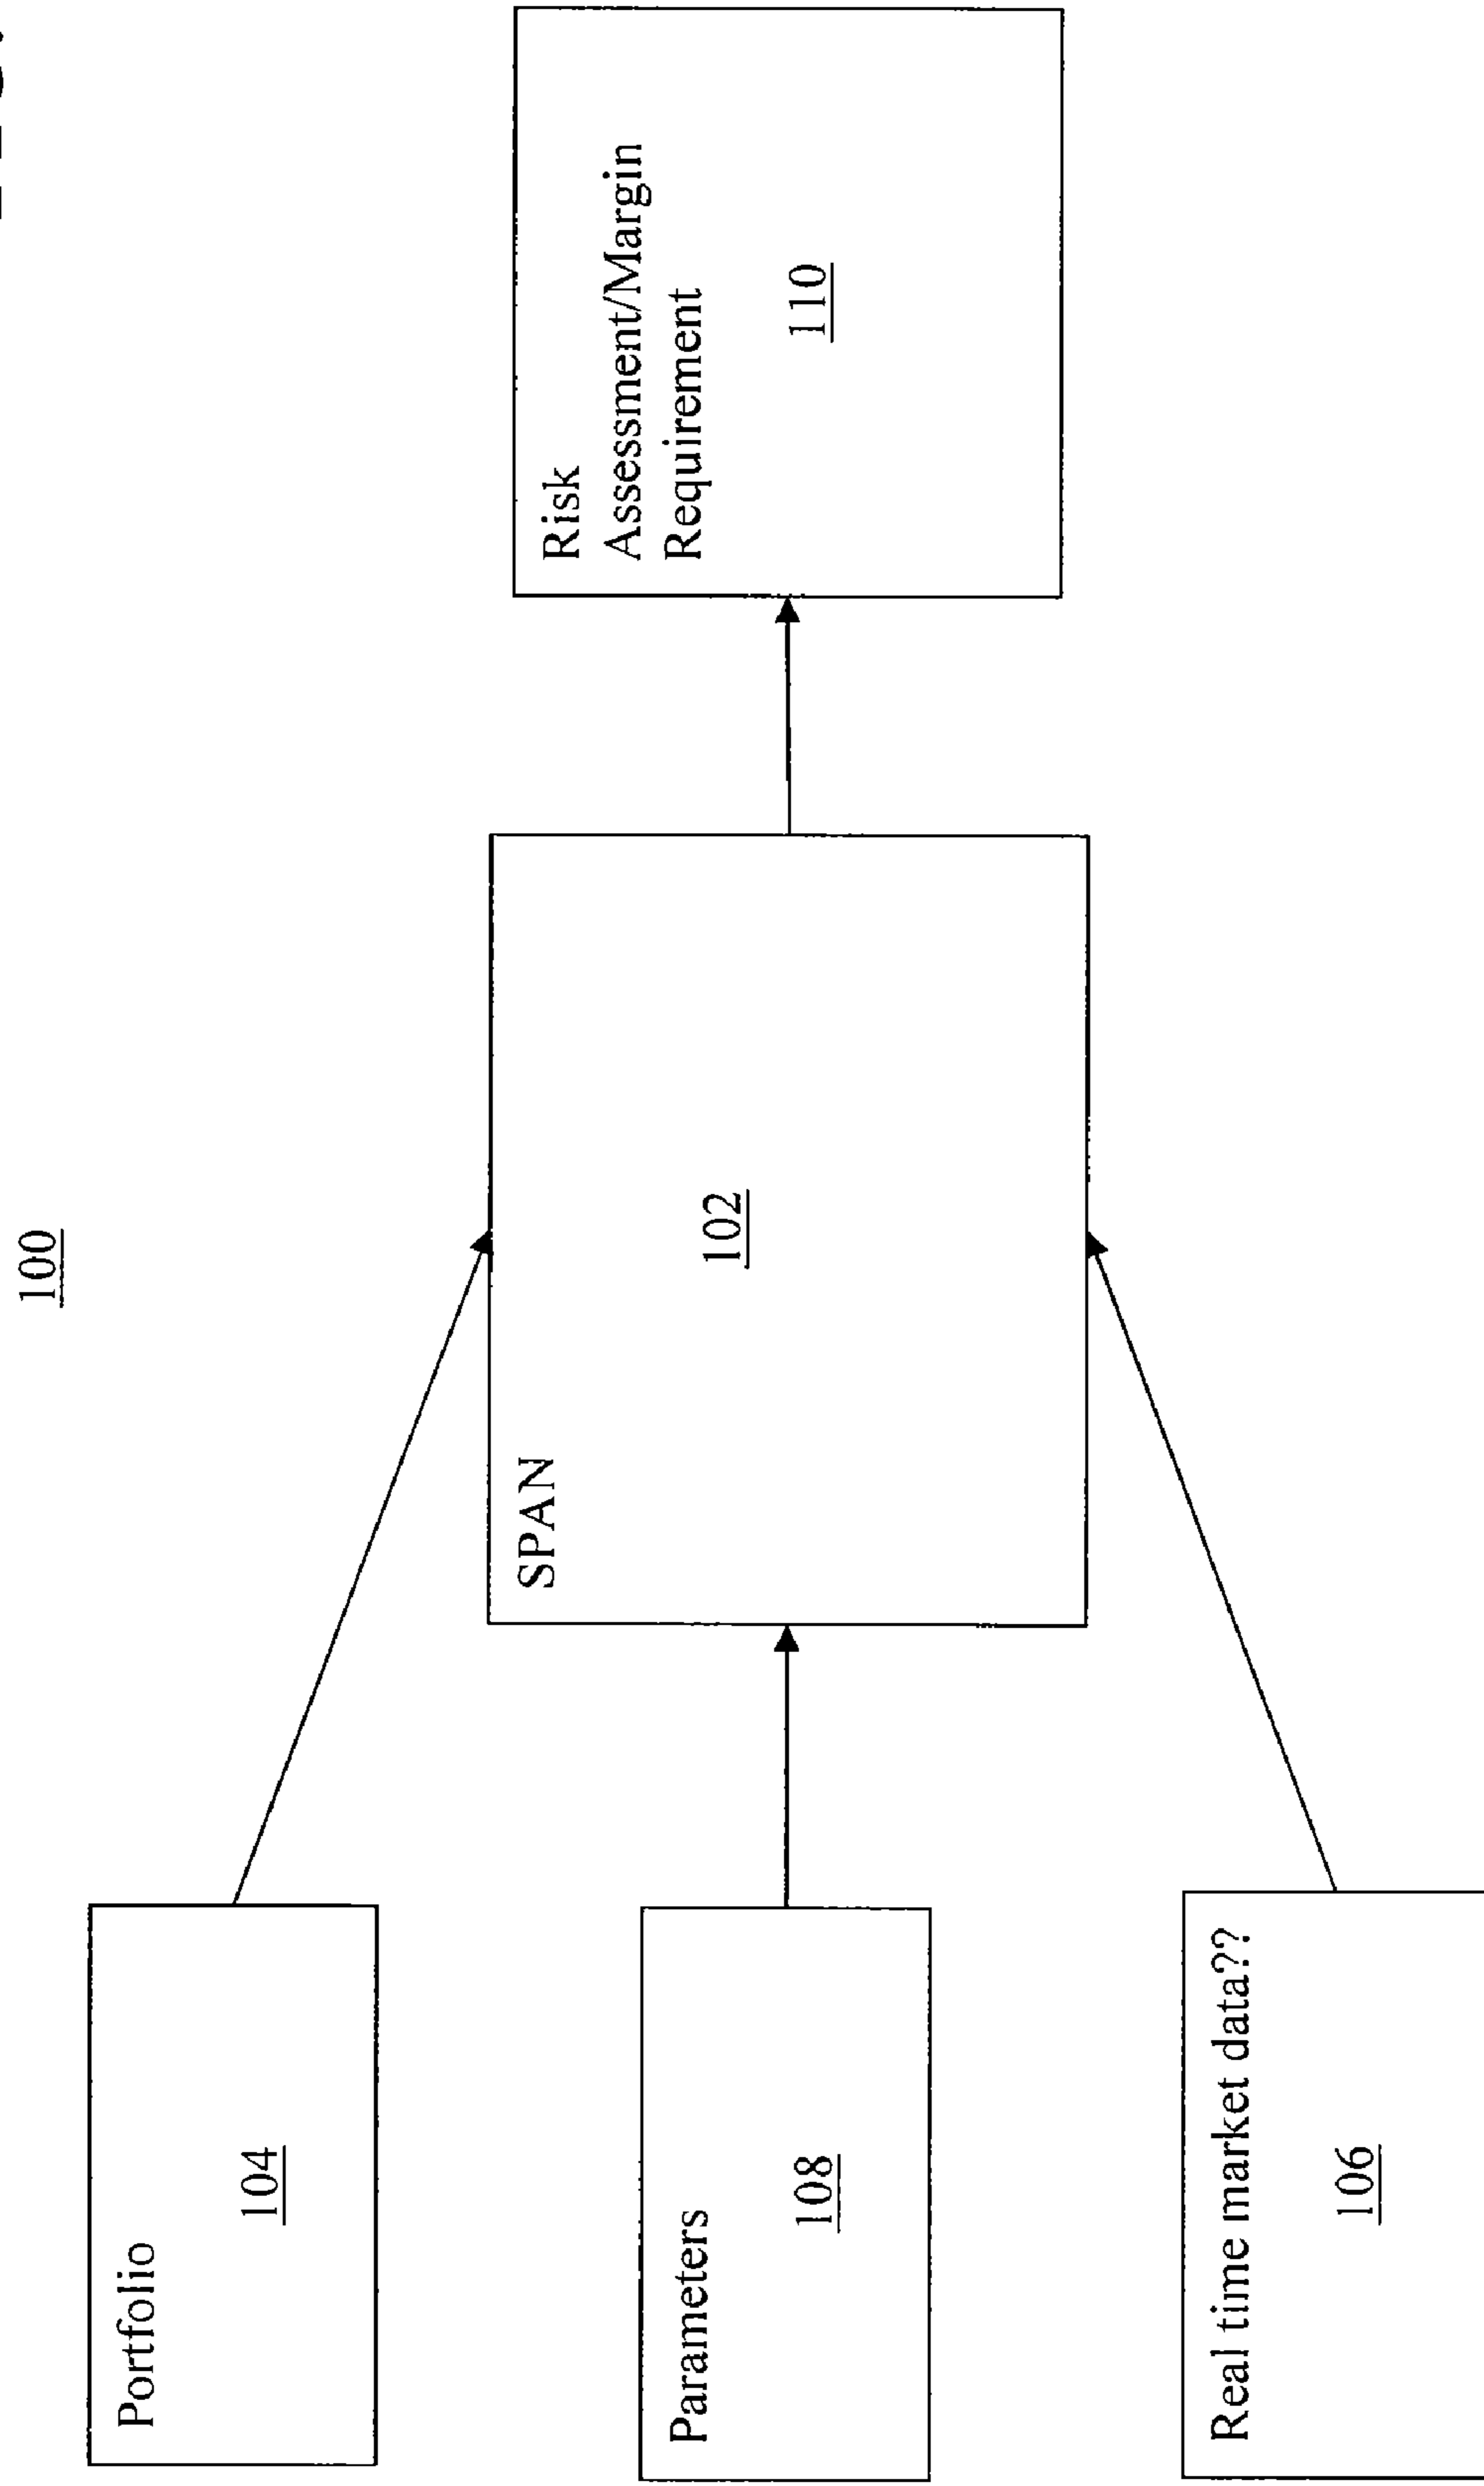 100
Portfolio
104
Parameters
108
Real time market data??
106
SPAN
102
Risk
Assessment/Margin
Requirement
110